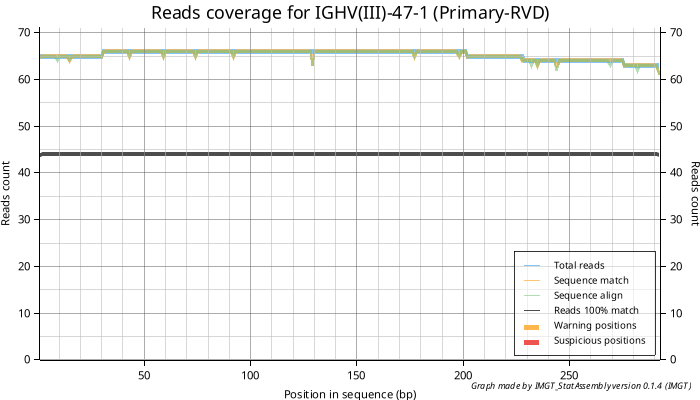 Reads coverage for IGHV(III)-47-1 (Primary-RVD)
70 70
60 60
50 50
40 40
30 30
20 20
10 10
0 0
Reads count
Reads count
Total reads
Sequence match
Sequence align
Reads 100% match
Warning positions
Suspicious positions
50 100 150 200 250
Position in sequence (bp)
Graph made by IMGT_StatAssembly version 0.1.4 (IMGT)